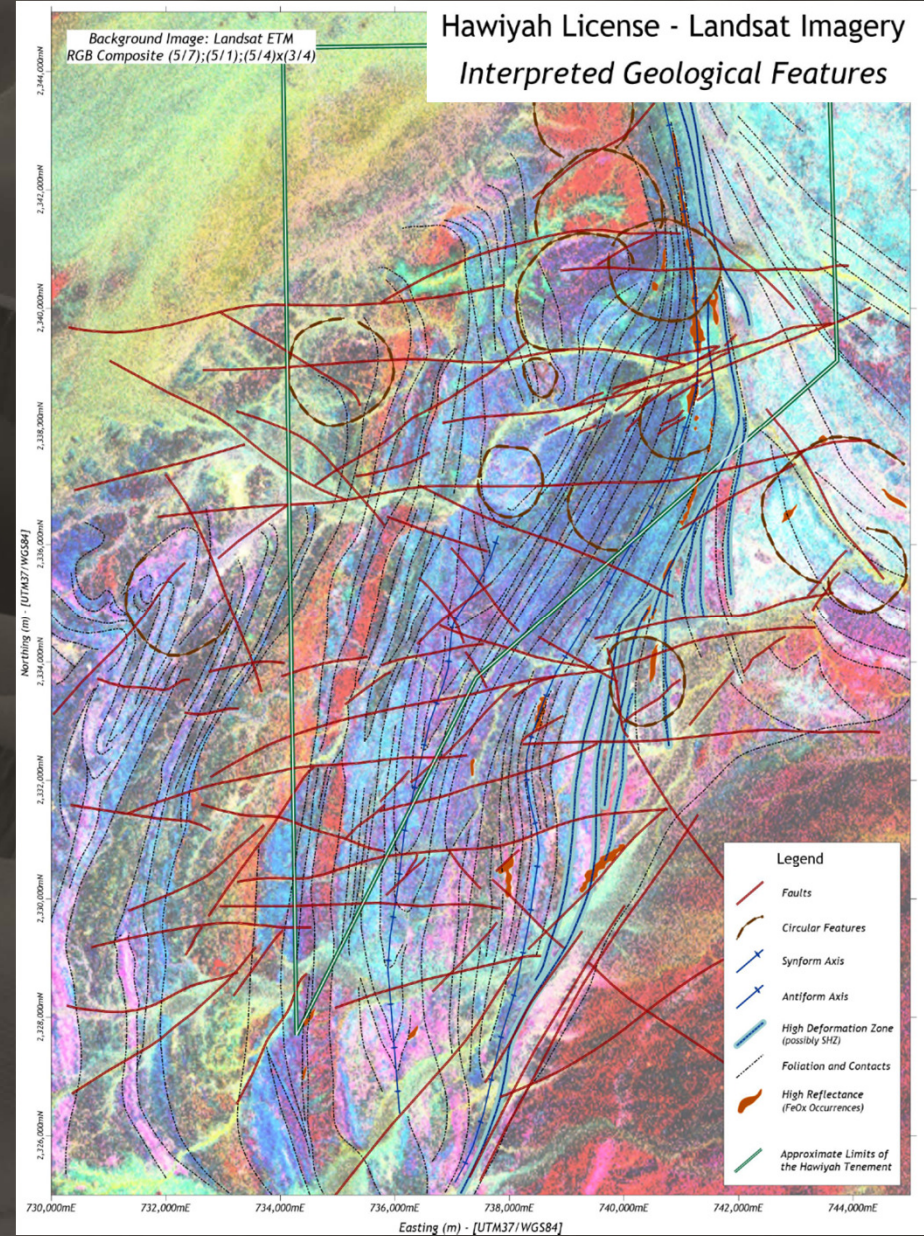 Hawiyah License - Landsat Imagery
Interpreted Geological Features
Background Image: Landsat ETM
RGB Composite (5/7);(5/1);(5/4)x(3/4)
2,344,000mN
2,342,000mN
2,340,000mN
2,338,000mN
2,336,000mN
2,334,000mN
2,332,000mN
2,330,000mN
2,328,000mN
2,326,000mN
Northing (m) - [UTM37/WGS84]
Legend
Faults
Circular Features
Synform Axis
Antiform Axis
High Deformation Zone
(possibly SHZ)
Foliation and Contacts
High Reflectance
(FeOx Occurrences)
Approximate Limits of
the Hawiyah Tenement
730,000mE 732,000mE 734,000mE 736,000mE 738,000mE 740,000mE 742,000mE 744,000mE
Easting (m) - [UTM37/WGS84]